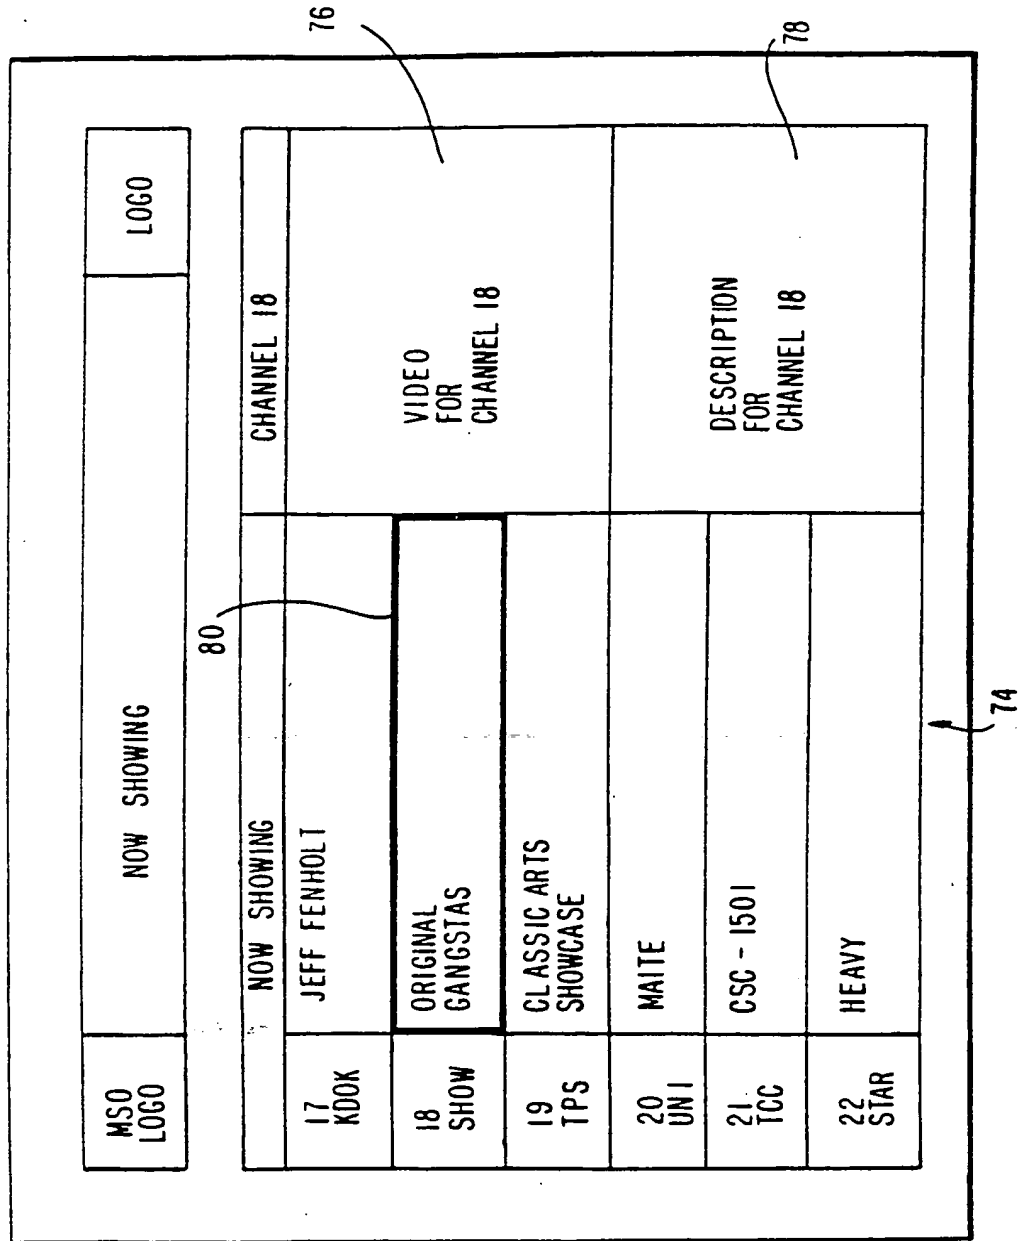 MSO
LOGO
NOW SHOWING
LOGO
80
76
NOW SHOWING
CHANNEL 18
17
KDOK
JEFF FENHOLT
18
SHOW
ORIGINAL
GANGSTAS
VIDEO
FOR
CHANNEL 18
19
TPS
CLASSIC ARTS
SHOWCASE
20
UNI
MAITE
21
TCC
CSC - 1501
DESCRIPTION
FOR
CHANNEL 18
78
22
STAR
HEAVY
74